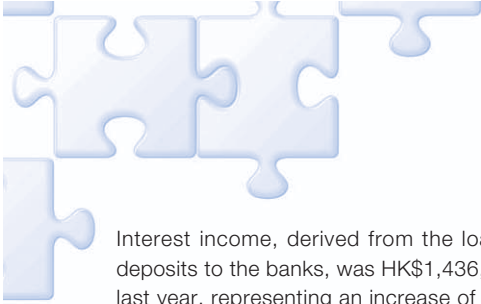 Interest income, derived from the loa
deposits to the banks, was HK$1,436,
last year, representing an increase of